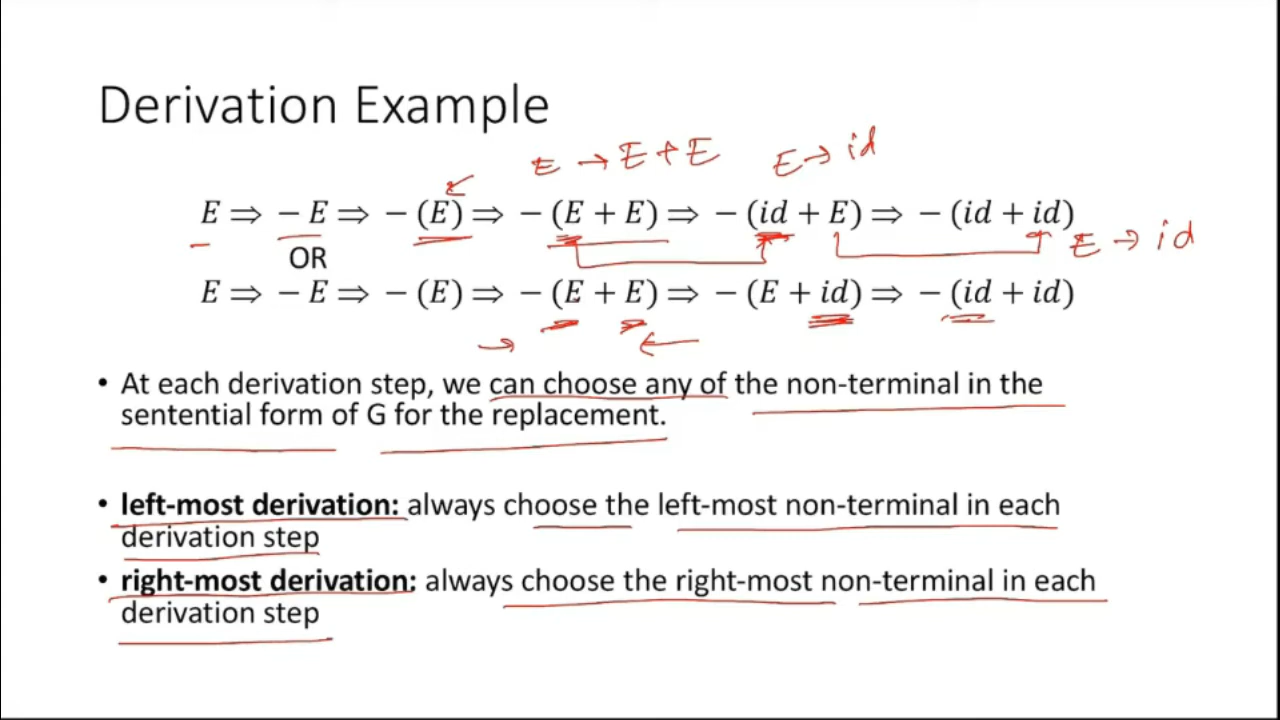 Derivation Example
E → E + E
E → id
E ⇒ − E ⇒ − (E) ⇒ − (E + E) ⇒ − (id + E) ⇒ − (id + id)
E → id
OR
E ⇒ − E ⇒ − (E) ⇒ − (E + E) ⇒ − (E + id) ⇒ − (id + id)
• At each derivation step, we can choose any of the non-terminal in the
sentential form of G for the replacement.
• left-most derivation: always choose the left-most non-terminal in each
derivation step
• right-most derivation: always choose the right-most non-terminal in each
derivation step